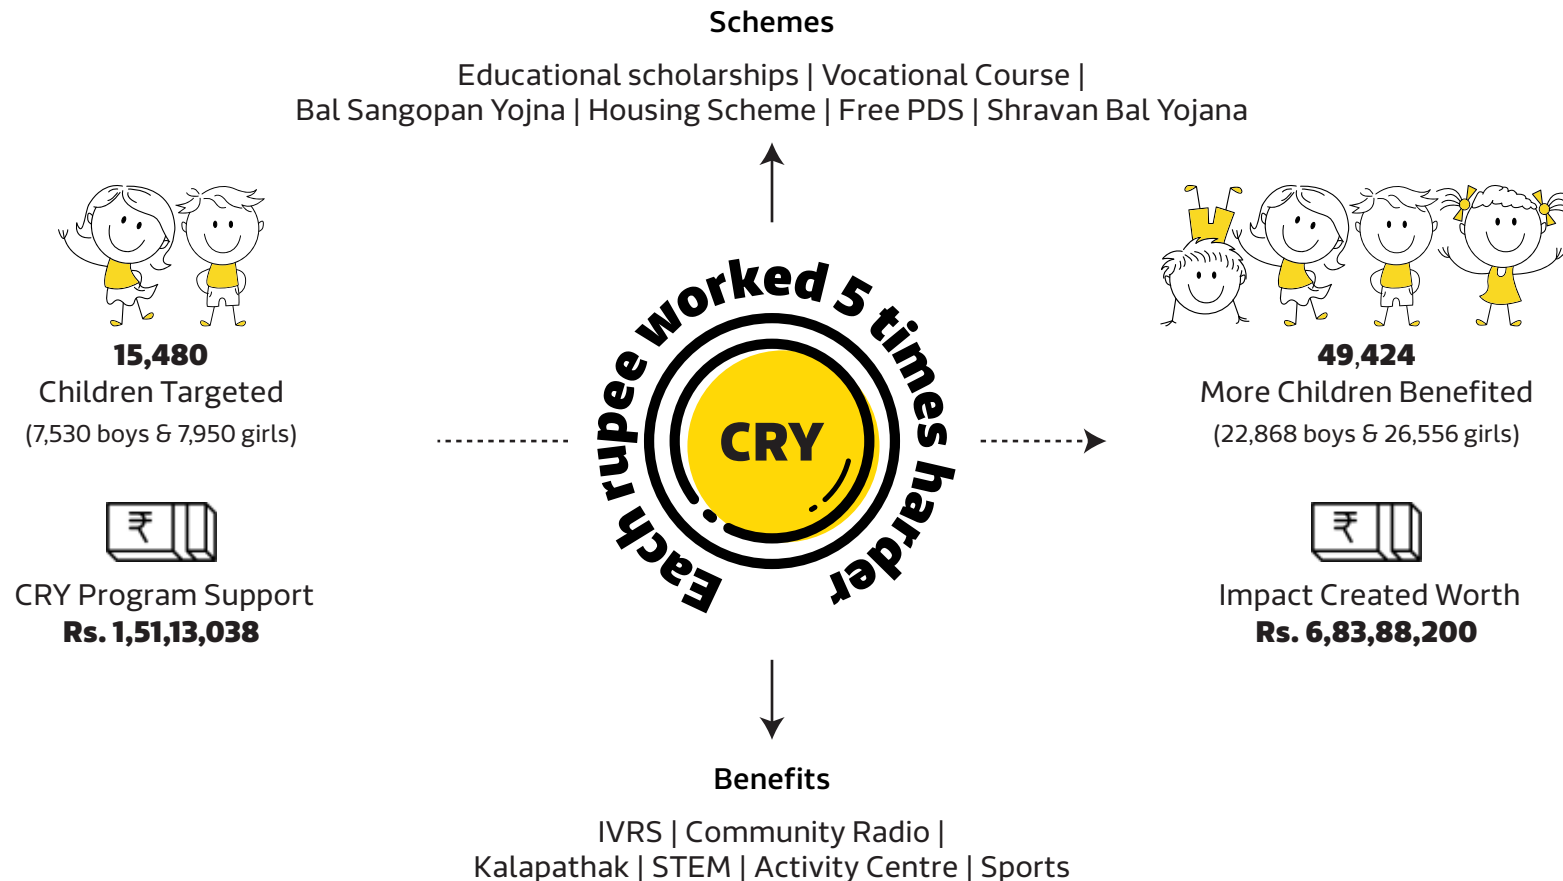 Schemes
Educational scholarships | Vocational Course |
Bal Sangopan Yojna | Housing Scheme | Free PDS | Shravan Bal Yojana
15,480
Children Targeted
(7,530 boys & 7,950 girls)
₹
CRY Program Support
Rs. 1,51,13,038
Each rupee worked 5 times harder
CRY
49,424
More Children Benefited
(22,868 boys & 26,556 girls)
₹
Impact Created Worth
Rs. 6,83,88,200
Benefits
IVRS | Community Radio |
Kalapathak | STEM | Activity Centre | Sports